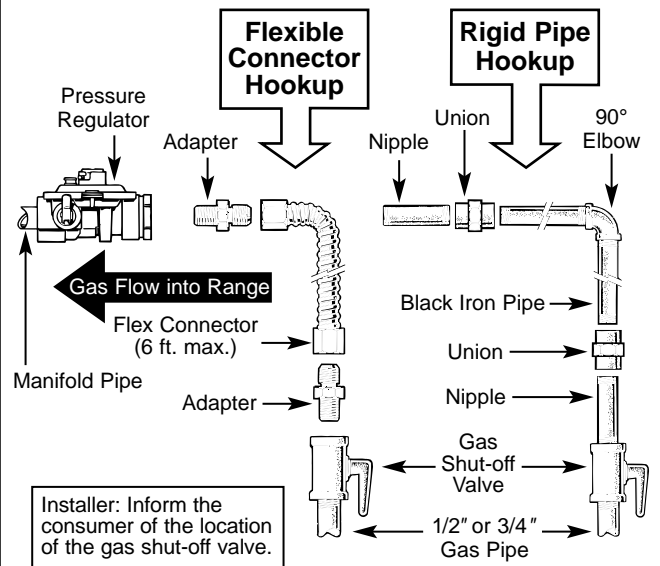 Flexible
Connector
Hookup
Rigid Pipe
Hookup
Pressure
Regulator
Adapter
Nipple
Union
90°
Elbow
Gas Flow into Range
Black Iron Pipe
Flex Connector
(6 ft. max.)
Manifold Pipe
Union
Adapter
Nipple
Gas
Shut-off
Valve
Installer: Inform the
consumer of the location
of the gas shut-off valve.
1/2" or 3/4"
Gas Pipe